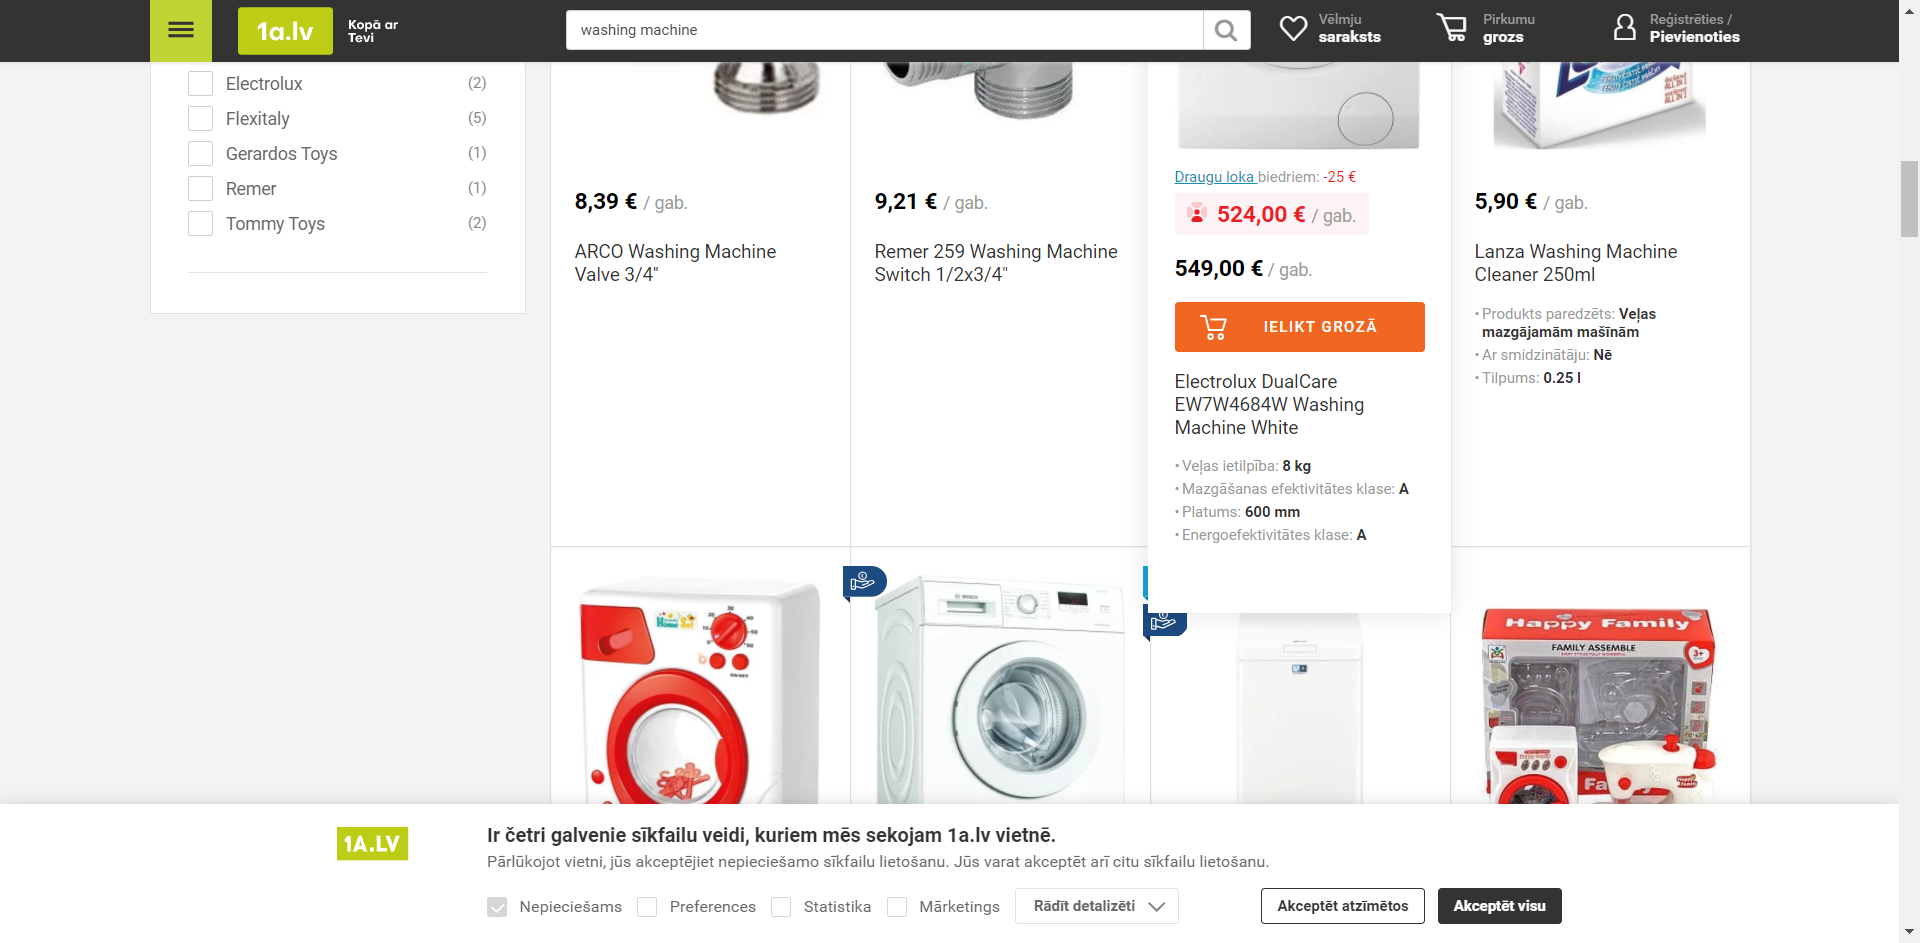 1a.lv
Kopā ar
Tevi
washing machine
Vēlmju
saraksts
Pirkumu
grozs
Reģistrēties /
Pievienoties
Electrolux (2)
Flexitaly (5)
Gerardos Toys (1)
Remer (1)
Tommy Toys (2)
8,39 € / gab.
ARCO Washing Machine
Valve 3/4"
9,21 € / gab.
Remer 259 Washing Machine
Switch 1/2x3/4"
Draugu loka biedriem: -25 €
524,00 € / gab.
549,00 € / gab.
IELIKT GROZĀ
Electrolux DualCare
EW7W4684W Washing
Machine White
• Veļas ietilpība: 8 kg
• Mazgāšanas efektivitātes klase: A
• Platums: 600 mm
• Energoefektivitātes klase: A
5,90 € / gab.
Lanza Washing Machine
Cleaner 250ml
• Produkts paredzēts: Veļas
mazgājamām mašīnām
• Ar smidzinātāju: Nē
• Tilpums: 0.25 l
Home Set
ON/OFF
BOSCH
Happy Family
FAMILY ASSEMBLE
3+
1A.LV
Ir četri galvenie sīkfailu veidi, kuriem mēs sekojam 1a.lv vietnē.
Pārlūkojot vietni, jūs akceptējiet nepieciešamo sīkfailu lietošanu. Jūs varat akceptēt arī citu sīkfailu lietošanu.
Nepieciešams
Preferences
Statistika
Mārketings
Rādīt detalizēti
Akceptēt atzīmētos
Akceptēt visu